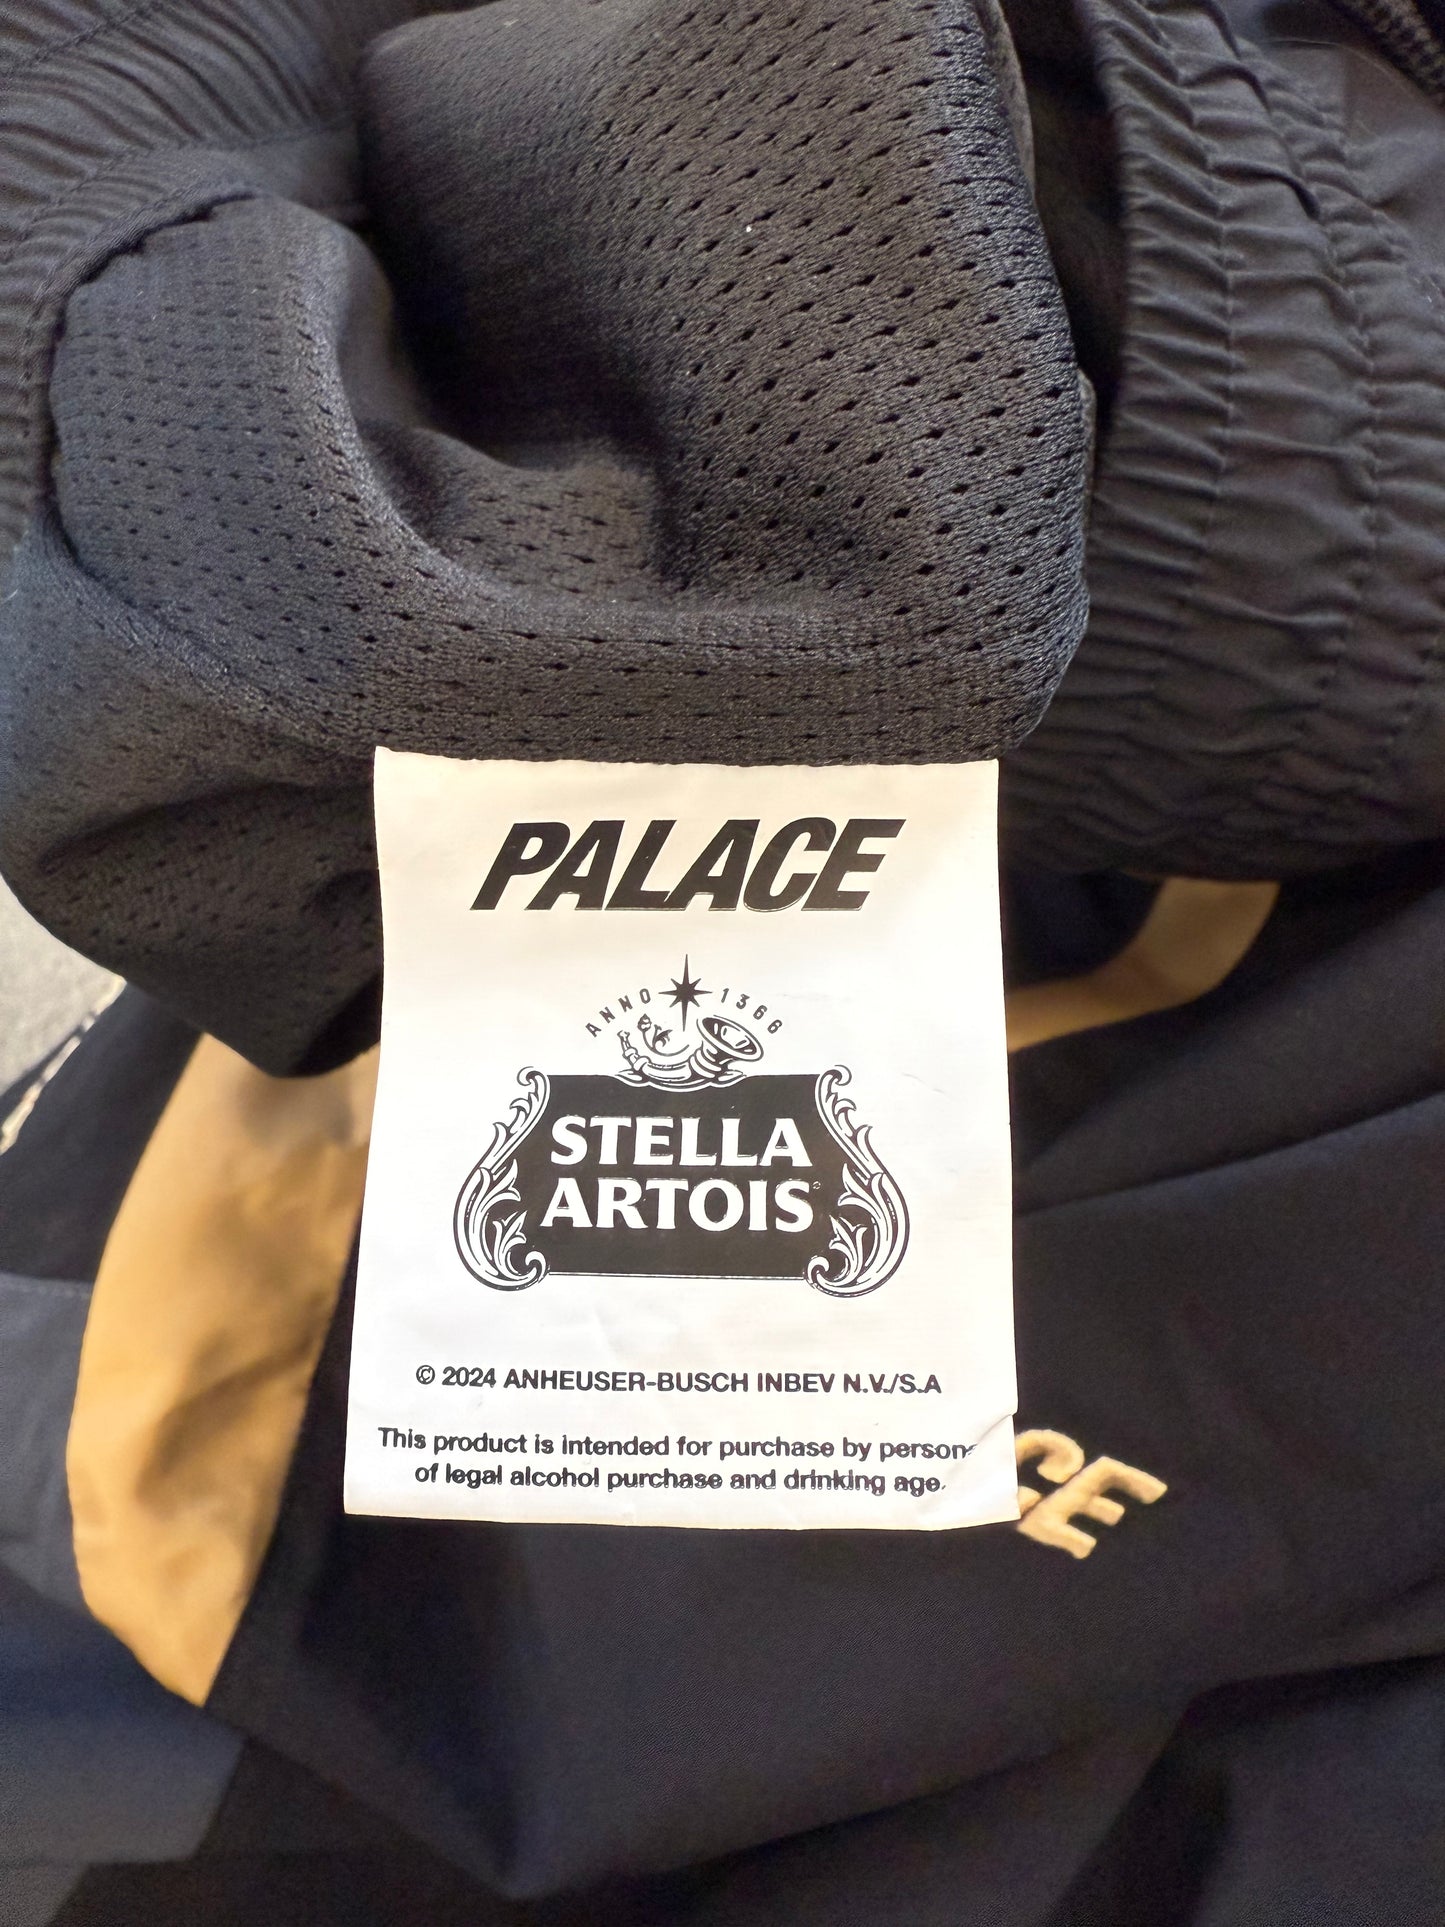 PALACE
ANNO 1366
STELLA
ARTOIS
© 2024 ANHEUSER-BUSCH INBEV N.V./S.A
This product is intended for purchase by persons
of legal alcohol purchase and drinking age.
CE